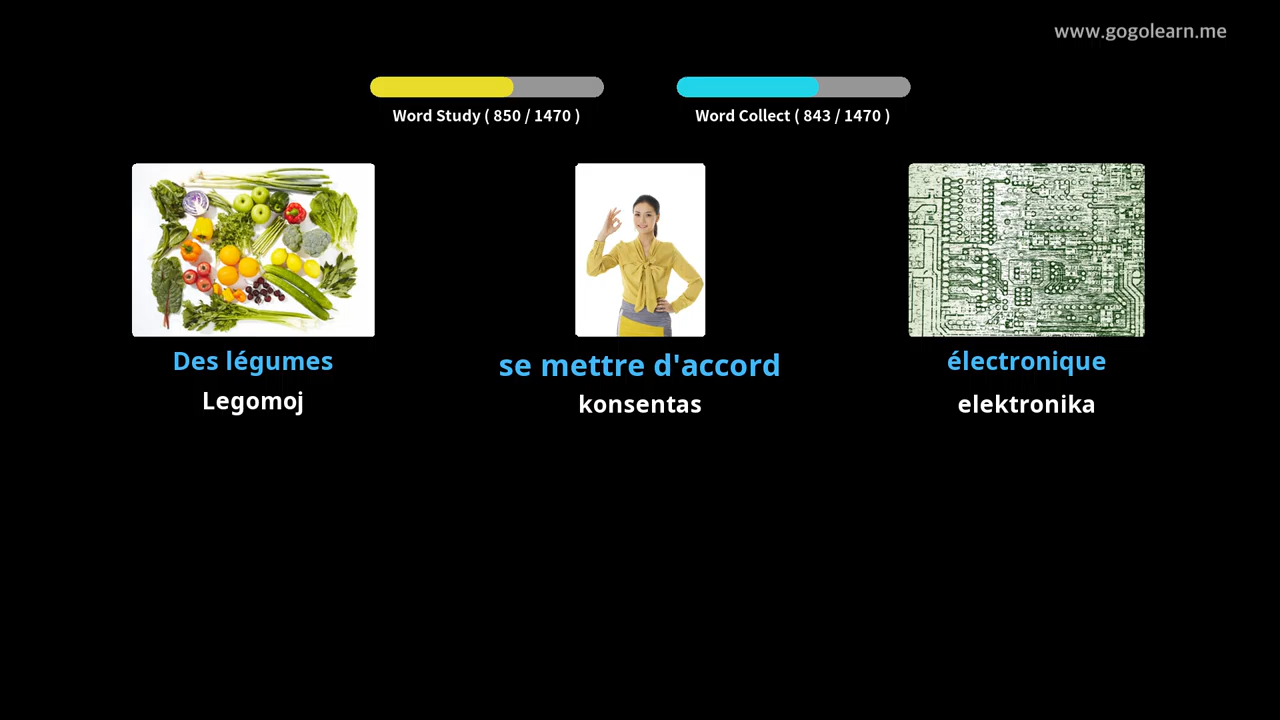 www.gogolearn.me
Word Study ( 850 / 1470 )
Word Collect ( 843 / 1470 )
Des légumes
Legomoj
se mettre d'accord
konsentas
électronique
elektronika